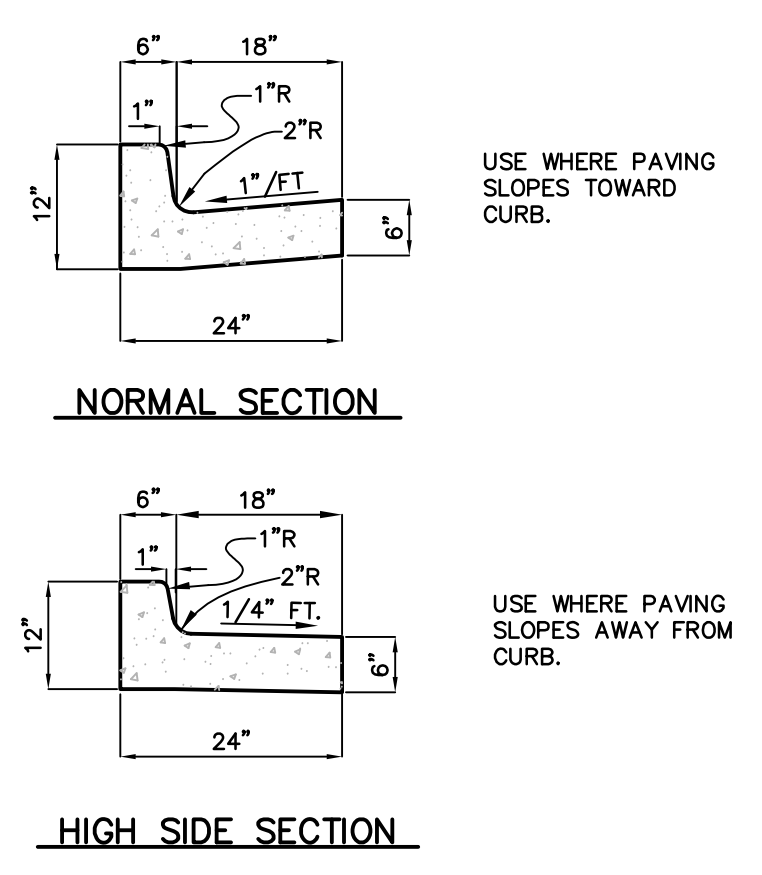 6” 18”
1”R
1”
2”R
1”/FT
12”
6”
24”
USE WHERE PAVING
SLOPES TOWARD
CURB.
NORMAL SECTION
6” 18”
1”R
1”
2”R
1/4” FT.
12”
6”
24”
USE WHERE PAVING
SLOPES AWAY FROM
CURB.
HIGH SIDE SECTION